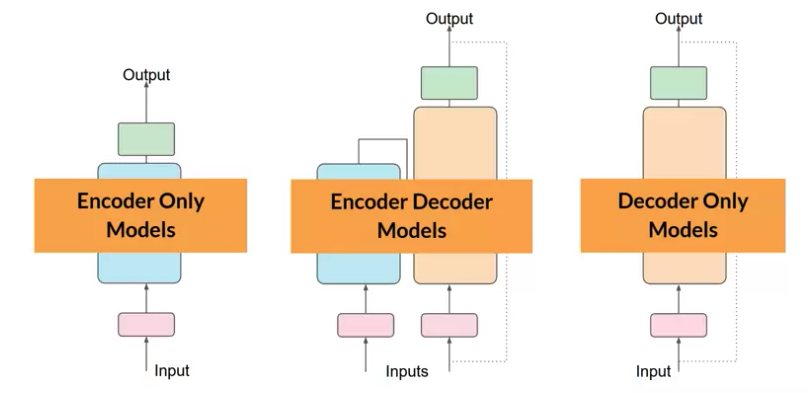 Output
Encoder Only
Models
Input
Output
Encoder Decoder
Models
Inputs
Output
Decoder Only
Models
Input